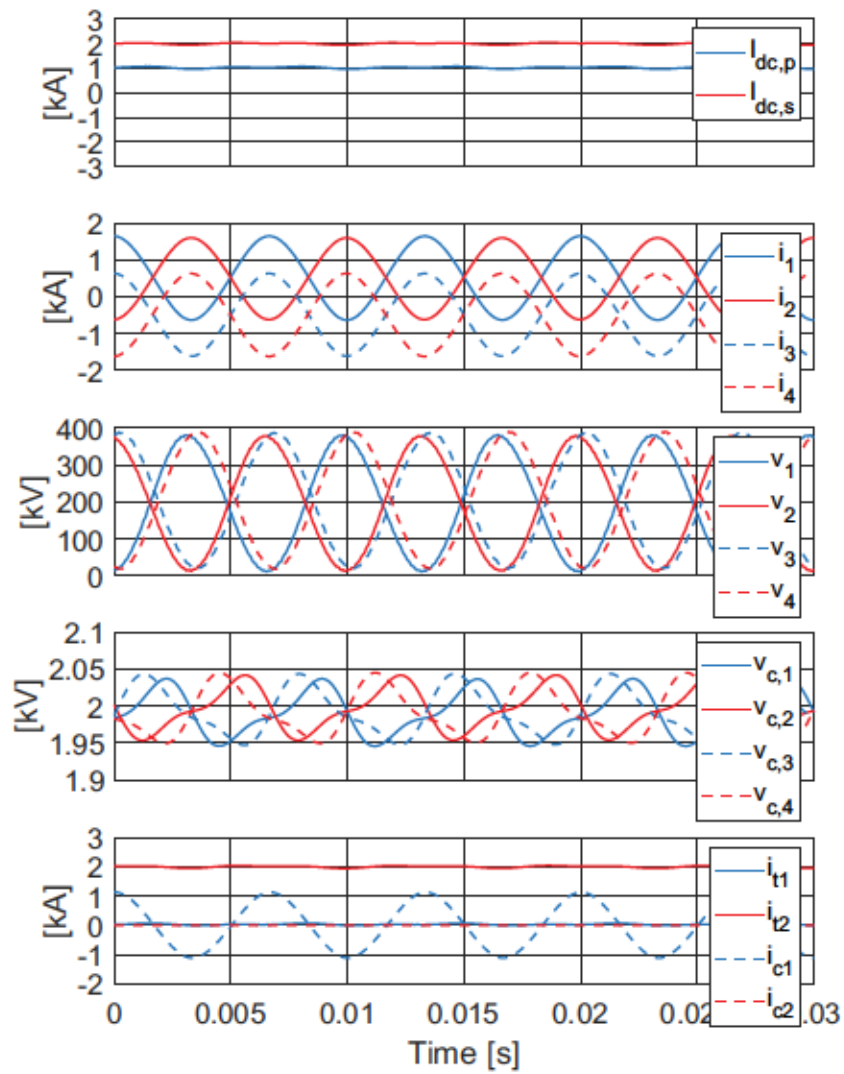 3
2
1
0
-1
-2
-3
[kA]
I_dc,p
I_dc,s
2
1
0
-1
-2
[kA]
i_1
i_2
i_3
i_4
400
300
200
100
0
[kV]
v_1
v_2
v_3
v_4
2.1
2.05
2
1.95
1.9
[kV]
v_c,1
v_c,2
v_c,3
v_c,4
3
2
1
0
-1
-2
[kA]
i_t1
i_t2
i_c1
i_c2
0 0.005 0.01 0.015 0.02 0.02 .03
Time [s]